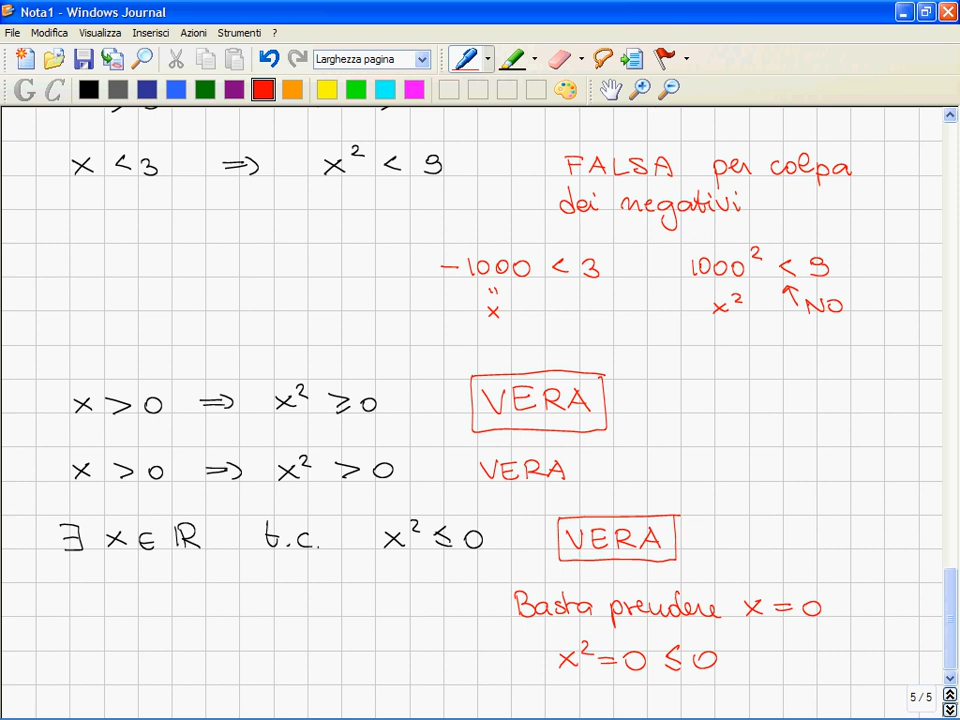 Nota1 - Windows Journal
File Modifica Visualizza Inserisci Azioni Strumenti ?
Larghezza pagina
G C
x < 3 ⇒ x² < 9 FALSA per colpa
dei negativi
-1000 < 3 1000² < 9
x x² ↑ NO
x > 0 ⇒ x² ≥ 0 VERA
x > 0 ⇒ x² > 0 VERA
∃ x ∈ ℝ t.c. x² ≤ 0 VERA
Basta prendere x = 0
x² = 0 ≤ 0
5 / 5